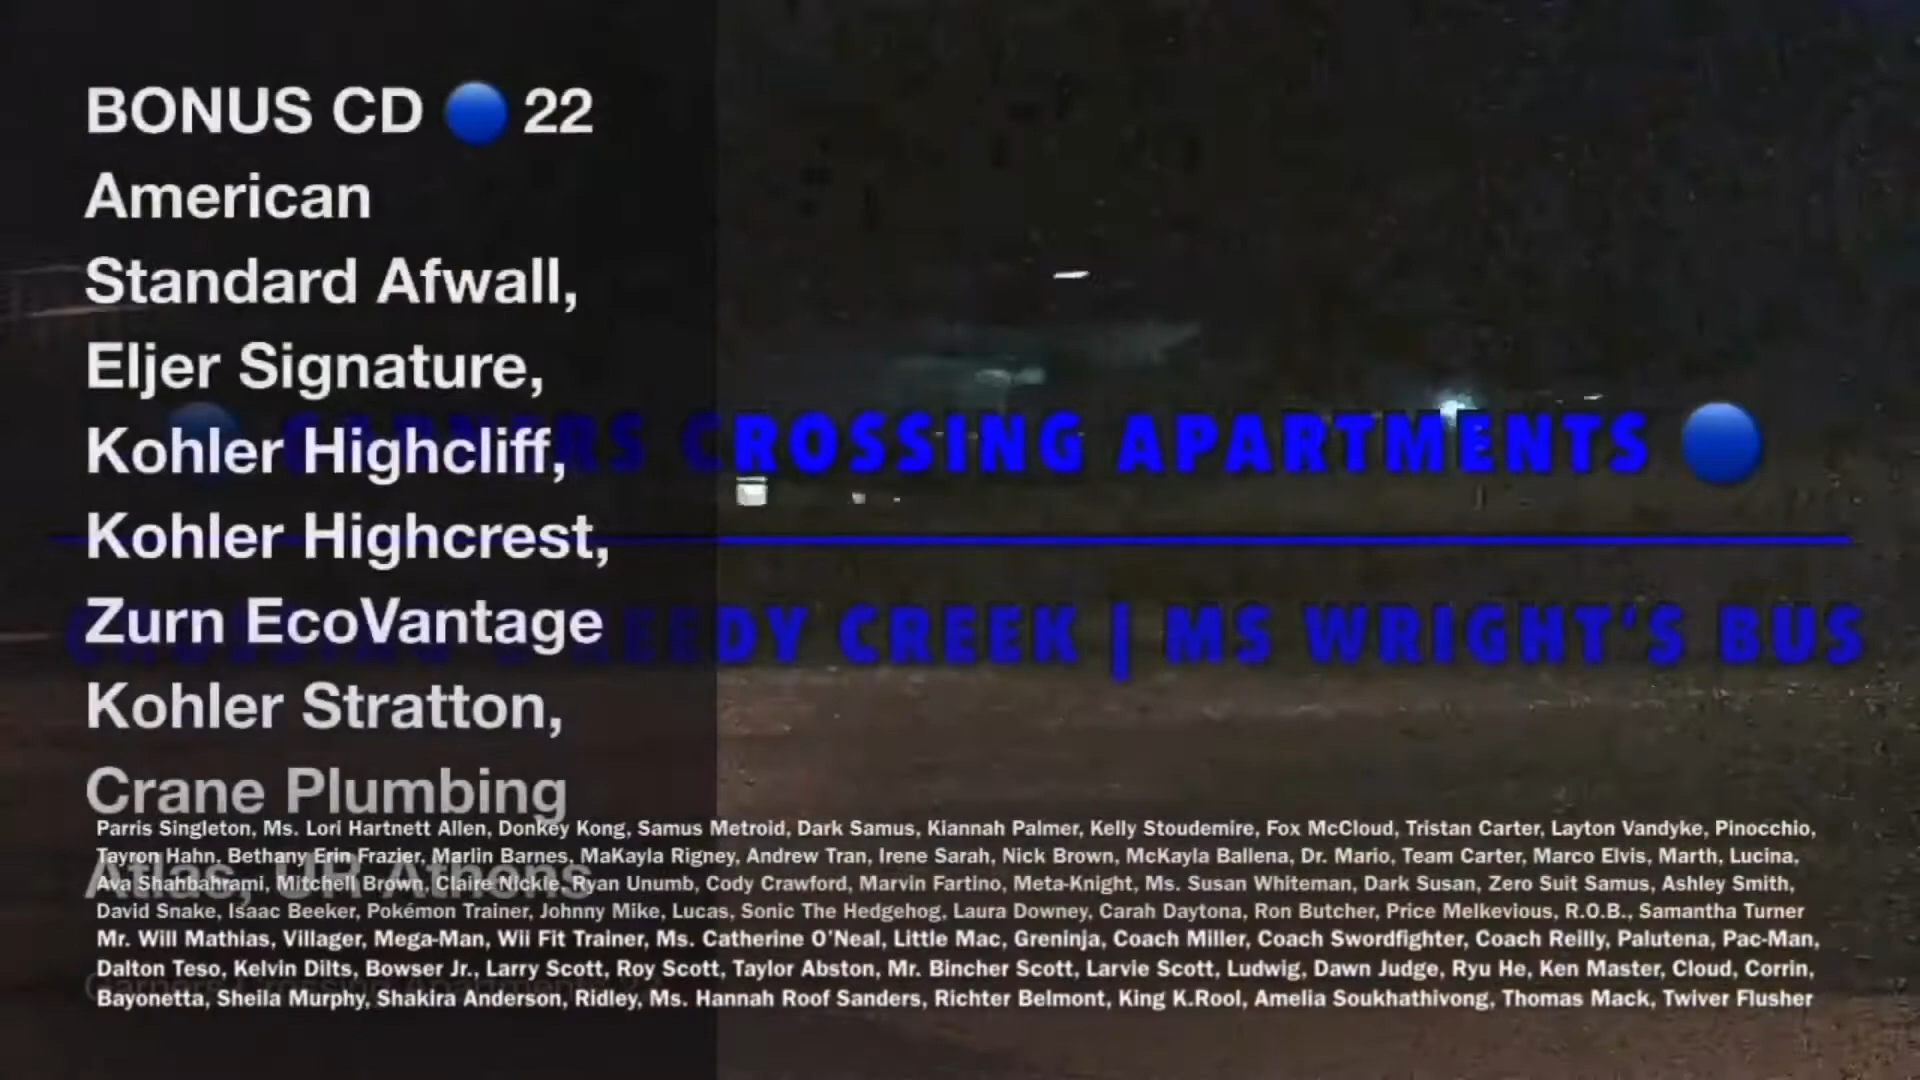 BONUS CD 🔵 22
American
Standard Afwall,
Eljer Signature,
Kohler Highcliff,
Kohler Highcrest,
Zurn EcoVantage
Kohler Stratton,
Crane Plumbing
Atlas, UR Athens
GARNERS CROSSING APARTMENTS 🔵
REEDY CREEK | MS WRIGHT'S BUS
Parris Singleton, Ms. Lori Hartnett Allen, Donkey Kong, Samus Metroid, Dark Samus, Kiannah Palmer, Kelly Stoudemire, Fox McCloud, Tristan Carter, Layton Vandyke, Pinocchio,
Tayron Hahn, Bethany Erin Frazier, Marlin Barnes, MaKayla Rigney, Andrew Tran, Irene Sarah, Nick Brown, McKayla Ballena, Dr. Mario, Team Carter, Marco Elvis, Marth, Lucina,
Ava Shahbahrami, Mitchell Brown, Claire Nickle, Ryan Unumb, Cody Crawford, Marvin Fartino, Meta-Knight, Ms. Susan Whiteman, Dark Susan, Zero Suit Samus, Ashley Smith,
David Snake, Isaac Beeker, Pokémon Trainer, Johnny Mike, Lucas, Sonic The Hedgehog, Laura Downey, Carah Daytona, Ron Butcher, Price Melkevious, R.O.B., Samantha Turner
Mr. Will Mathias, Villager, Mega-Man, Wii Fit Trainer, Ms. Catherine O'Neal, Little Mac, Greninja, Coach Miller, Coach Swordfighter, Coach Reilly, Palutena, Pac-Man,
Dalton Teso, Kelvin Dilts, Bowser Jr., Larry Scott, Roy Scott, Taylor Abston, Mr. Bincher Scott, Larvie Scott, Ludwig, Dawn Judge, Ryu He, Ken Master, Cloud, Corrin,
Garners Crossing Apartments
Bayonetta, Sheila Murphy, Shakira Anderson, Ridley, Ms. Hannah Roof Sanders, Richter Belmont, King K.Rool, Amelia Soukhathivong, Thomas Mack, Twiver Flusher